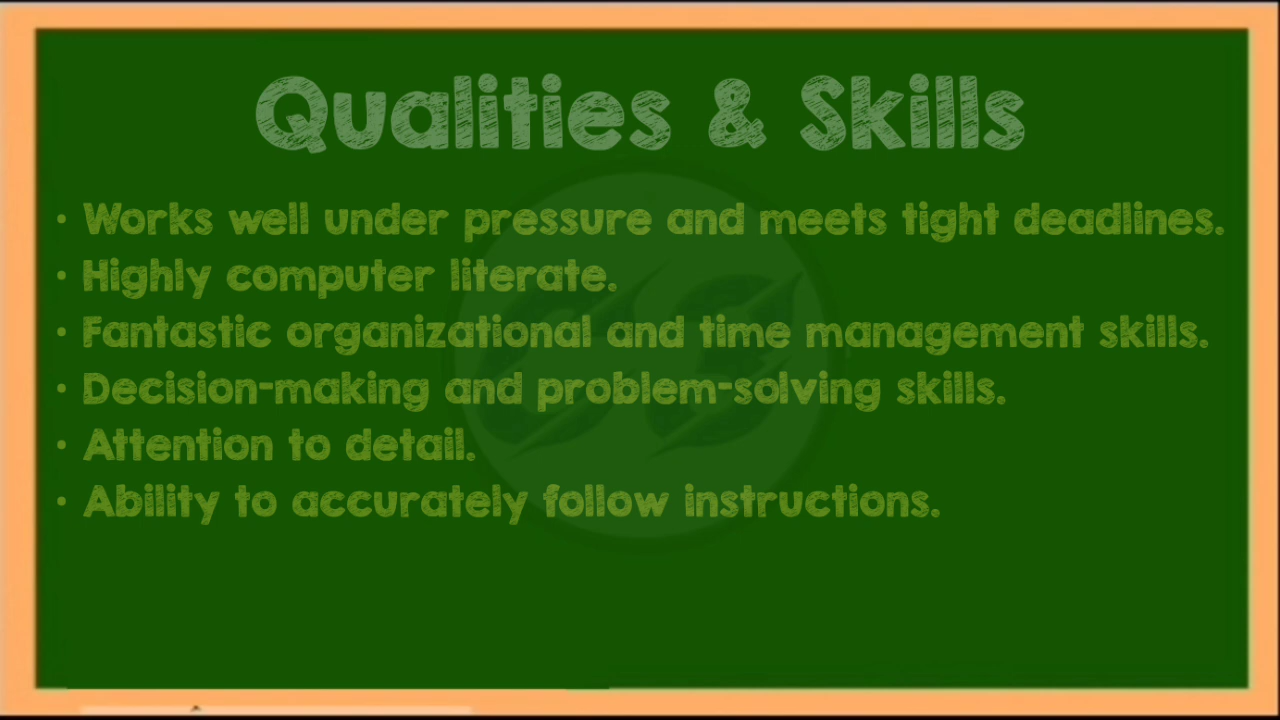 Qualities & Skills
• Works well under pressure and meets tight deadlines.
• Highly computer literate.
• Fantastic organizational and time management skills.
• Decision-making and problem-solving skills.
• Attention to detail.
• Ability to accurately follow instructions.